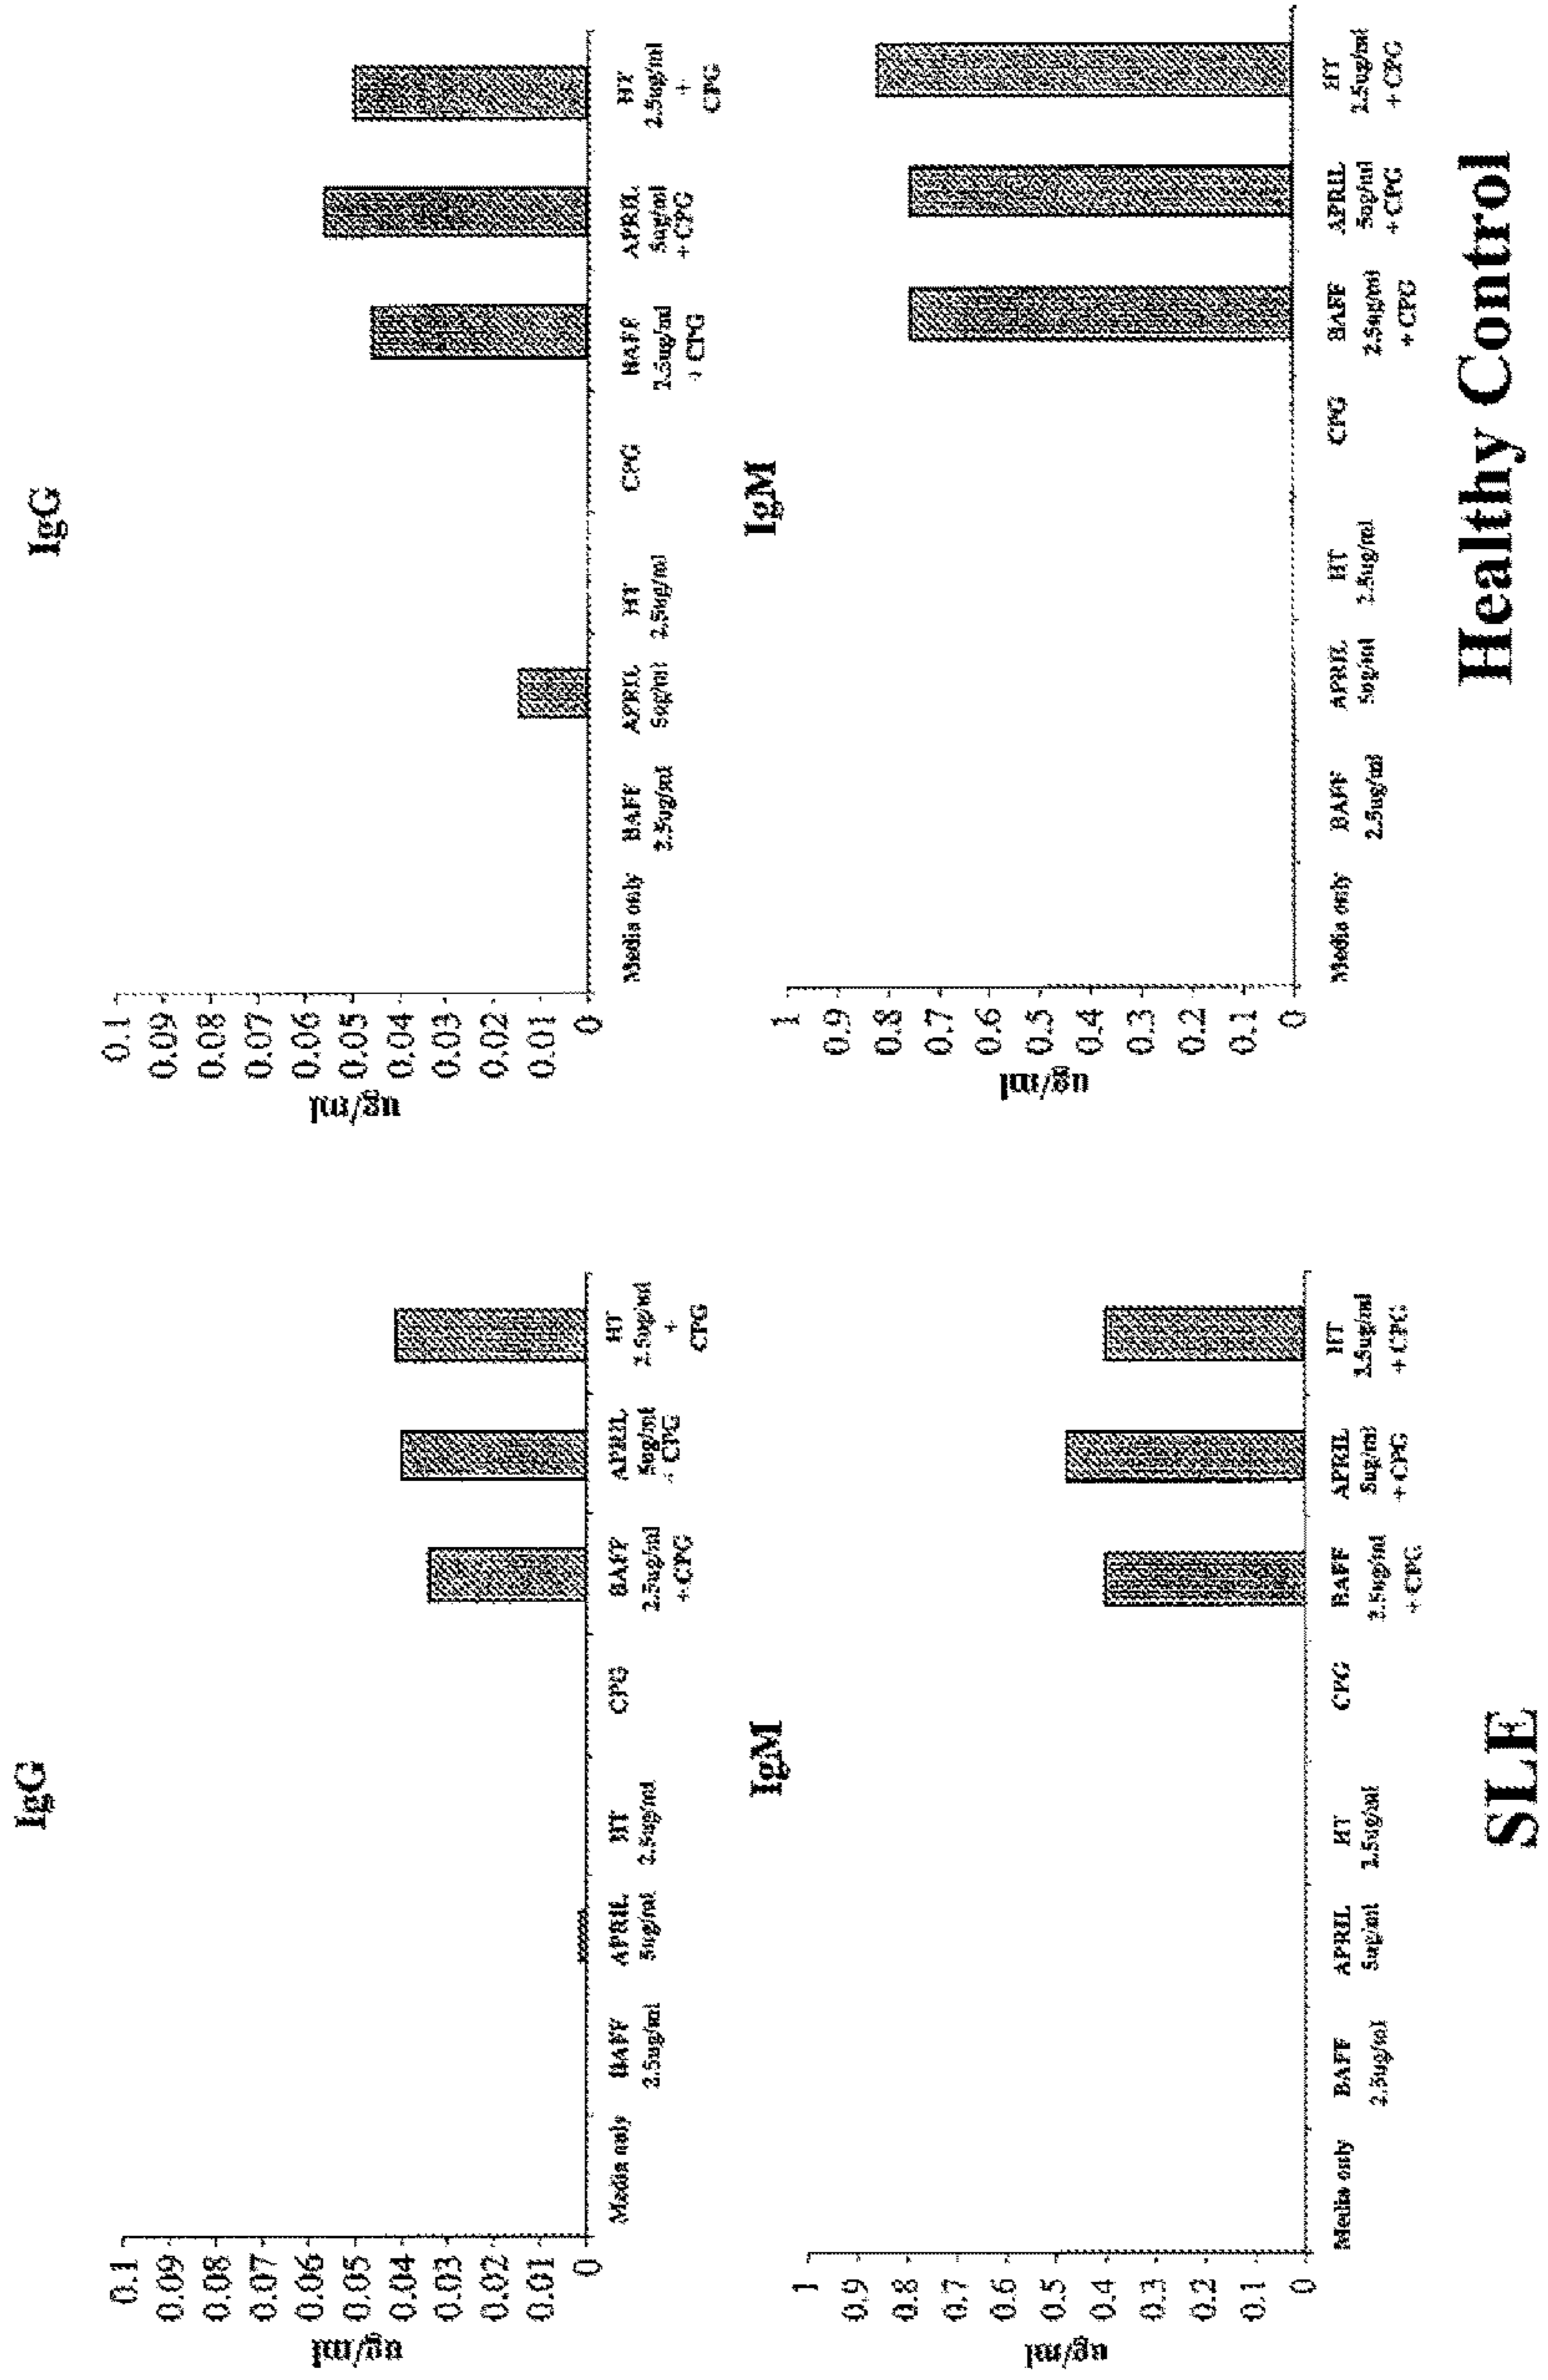 IgG
ug/ml
0.1
0.09
0.08
0.07
0.06
0.05
0.04
0.03
0.02
0.01
0
Media only
BAFF
2.5ug/ml
APRIL
5ug/ml
HT
2.5ug/ml
CPG
BAFF
2.5ug/ml
+ CPG
APRIL
5ug/ml
+ CPG
HT
2.5ug/ml
+
CPG
IgM
ug/ml
1
0.9
0.8
0.7
0.6
0.5
0.4
0.3
0.2
0.1
0
Media only
BAFF
2.5ug/ml
APRIL
5ug/ml
HT
2.5ug/ml
CPG
BAFF
2.5ug/ml
+ CPG
APRIL
5ug/ml
+ CPG
HT
2.5ug/ml
+ CPG
SLE
IgG
ug/ml
0.1
0.09
0.08
0.07
0.06
0.05
0.04
0.03
0.02
0.01
0
Media only
BAFF
2.5ug/ml
APRIL
5ug/ml
HT
2.5ug/ml
CPG
BAFF
2.5ug/ml
+ CPG
APRIL
5ug/ml
+ CPG
HT
2.5ug/ml
+
CPG
IgM
ug/ml
1
0.9
0.8
0.7
0.6
0.5
0.4
0.3
0.2
0.1
0
Media only
BAFF
2.5ug/ml
APRIL
5ug/ml
HT
2.5ug/ml
CPG
BAFF
2.5ug/ml
+ CPG
APRIL
5ug/ml
+ CPG
HT
2.5ug/ml
+ CPG
Healthy Control